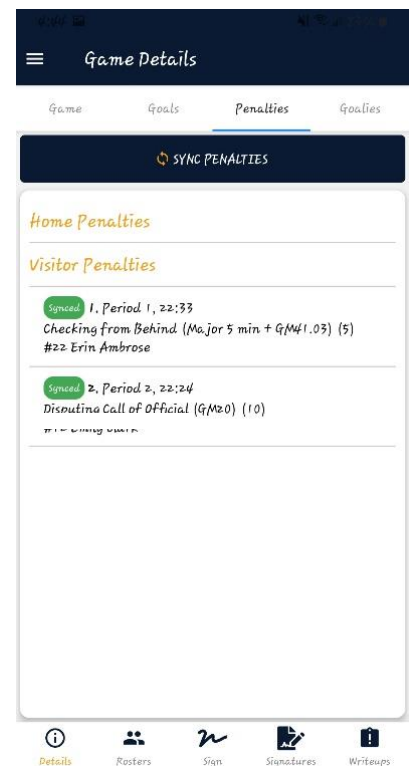 Game Details
Game Goals Penalties Goalies
SYNC PENALTIES
Home Penalties
Visitor Penalties
Synced 1. Period 1, 22:33
Checking from Behind (Major 5 min + GM41.03) (5)
#22 Erin Ambrose
Synced 2. Period 2, 22:24
Disputing Call of Official (GM20) (10)
Details Rosters Sign Signatures Writeups